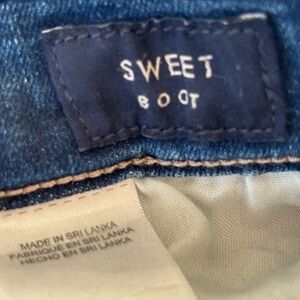 SWEET
BOOT
MADE IN SRI LANKA
FABRIQUÉ EN SRI LANKA
HECHO EN SRI LANKA